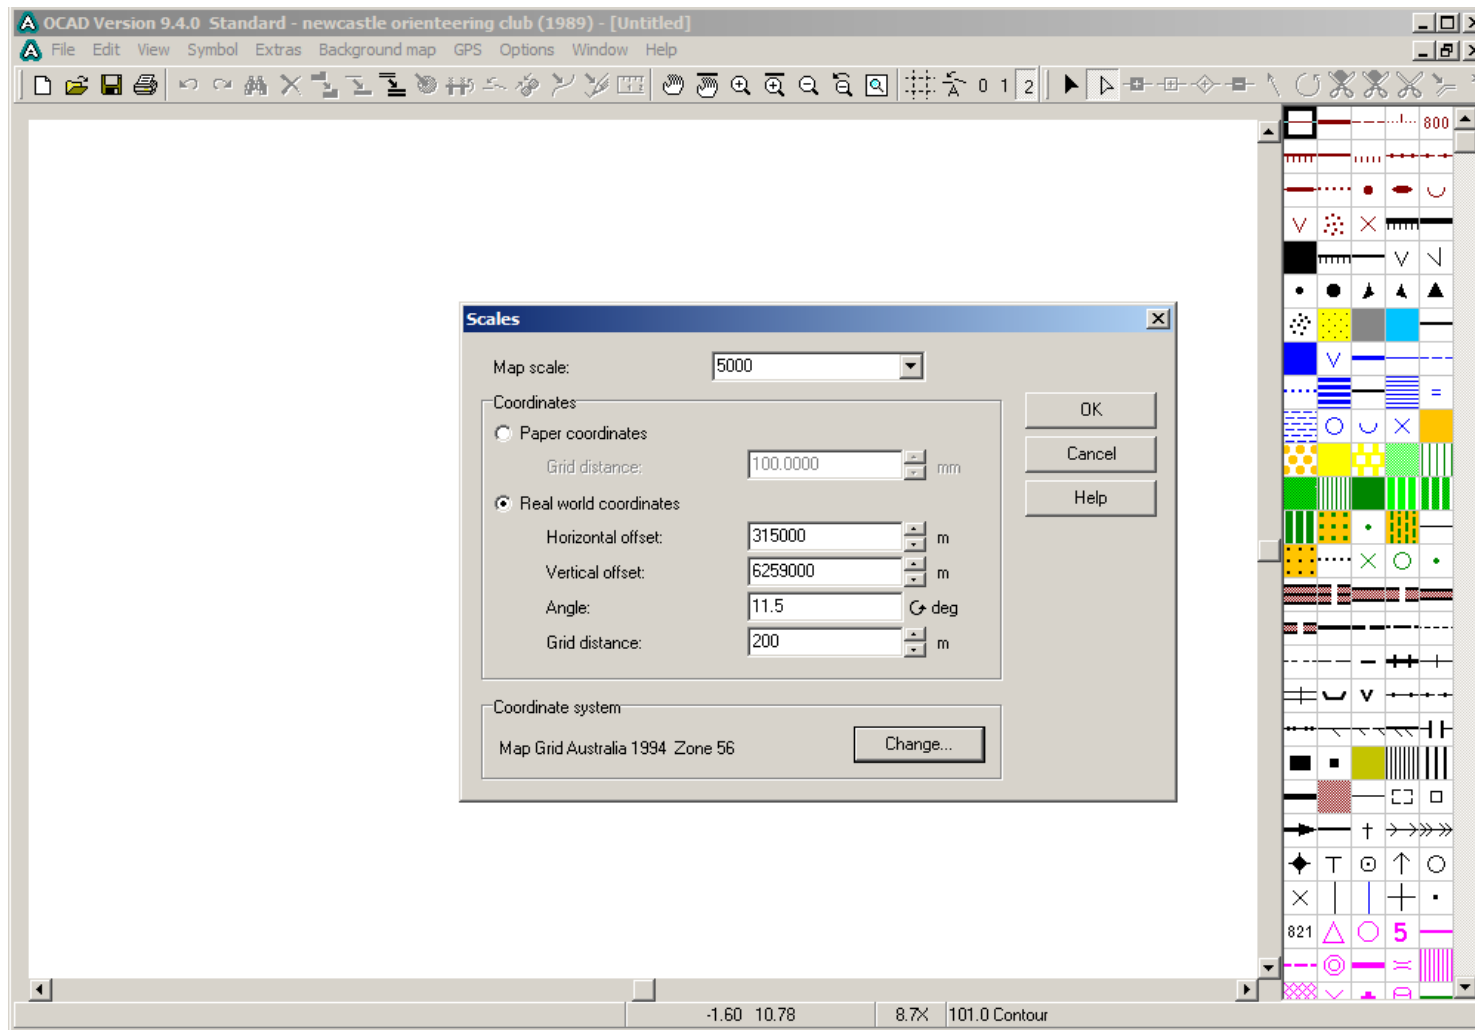 OCAD Version 9.4.0 Standard - newcastle orienteering club (1989) - [Untitled]
File Edit View Symbol Extras Background map GPS Options Window Help
A 0 1 2
800
Scales
Map scale: 5000
Coordinates
OK
Paper coordinates
Cancel
Grid distance: 100.0000 mm
Help
Real world coordinates
Horizontal offset: 315000 m
Vertical offset: 6259000 m
Angle: 11.5 deg
Grid distance: 200 m
Coordinate system
Map Grid Australia 1994 Zone 56 Change...
821 5
-1.60 10.78 8.7X 101.0 Contour